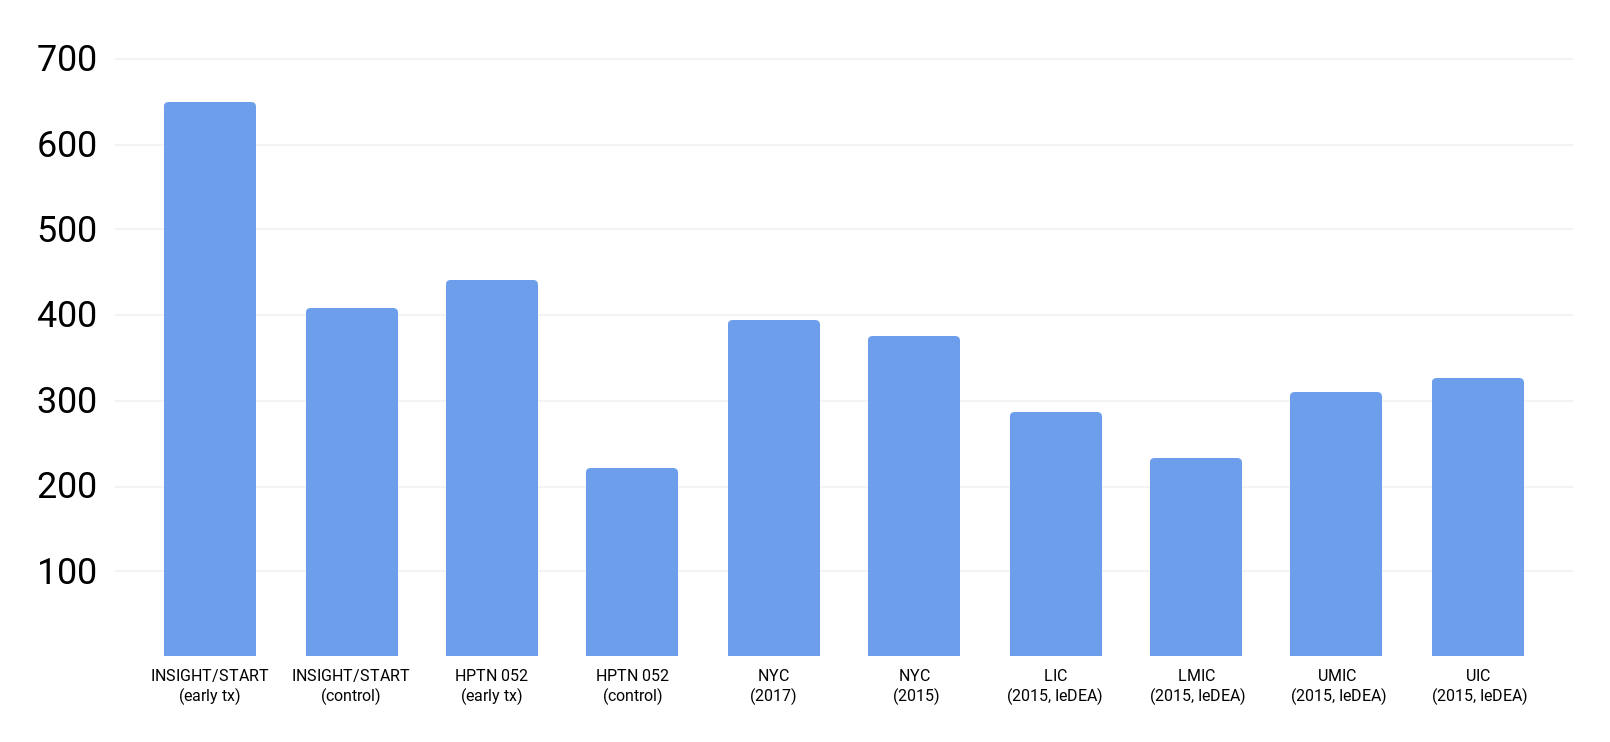 700
600
500
400
300
200
100
INSIGHT/START
(early tx)
INSIGHT/START
(control)
HPTN 052
(early tx)
HPTN 052
(control)
NYC
(2017)
NYC
(2015)
LIC
(2015, IeDEA)
LMIC
(2015, IeDEA)
UMIC
(2015, IeDEA)
UIC
(2015, IeDEA)